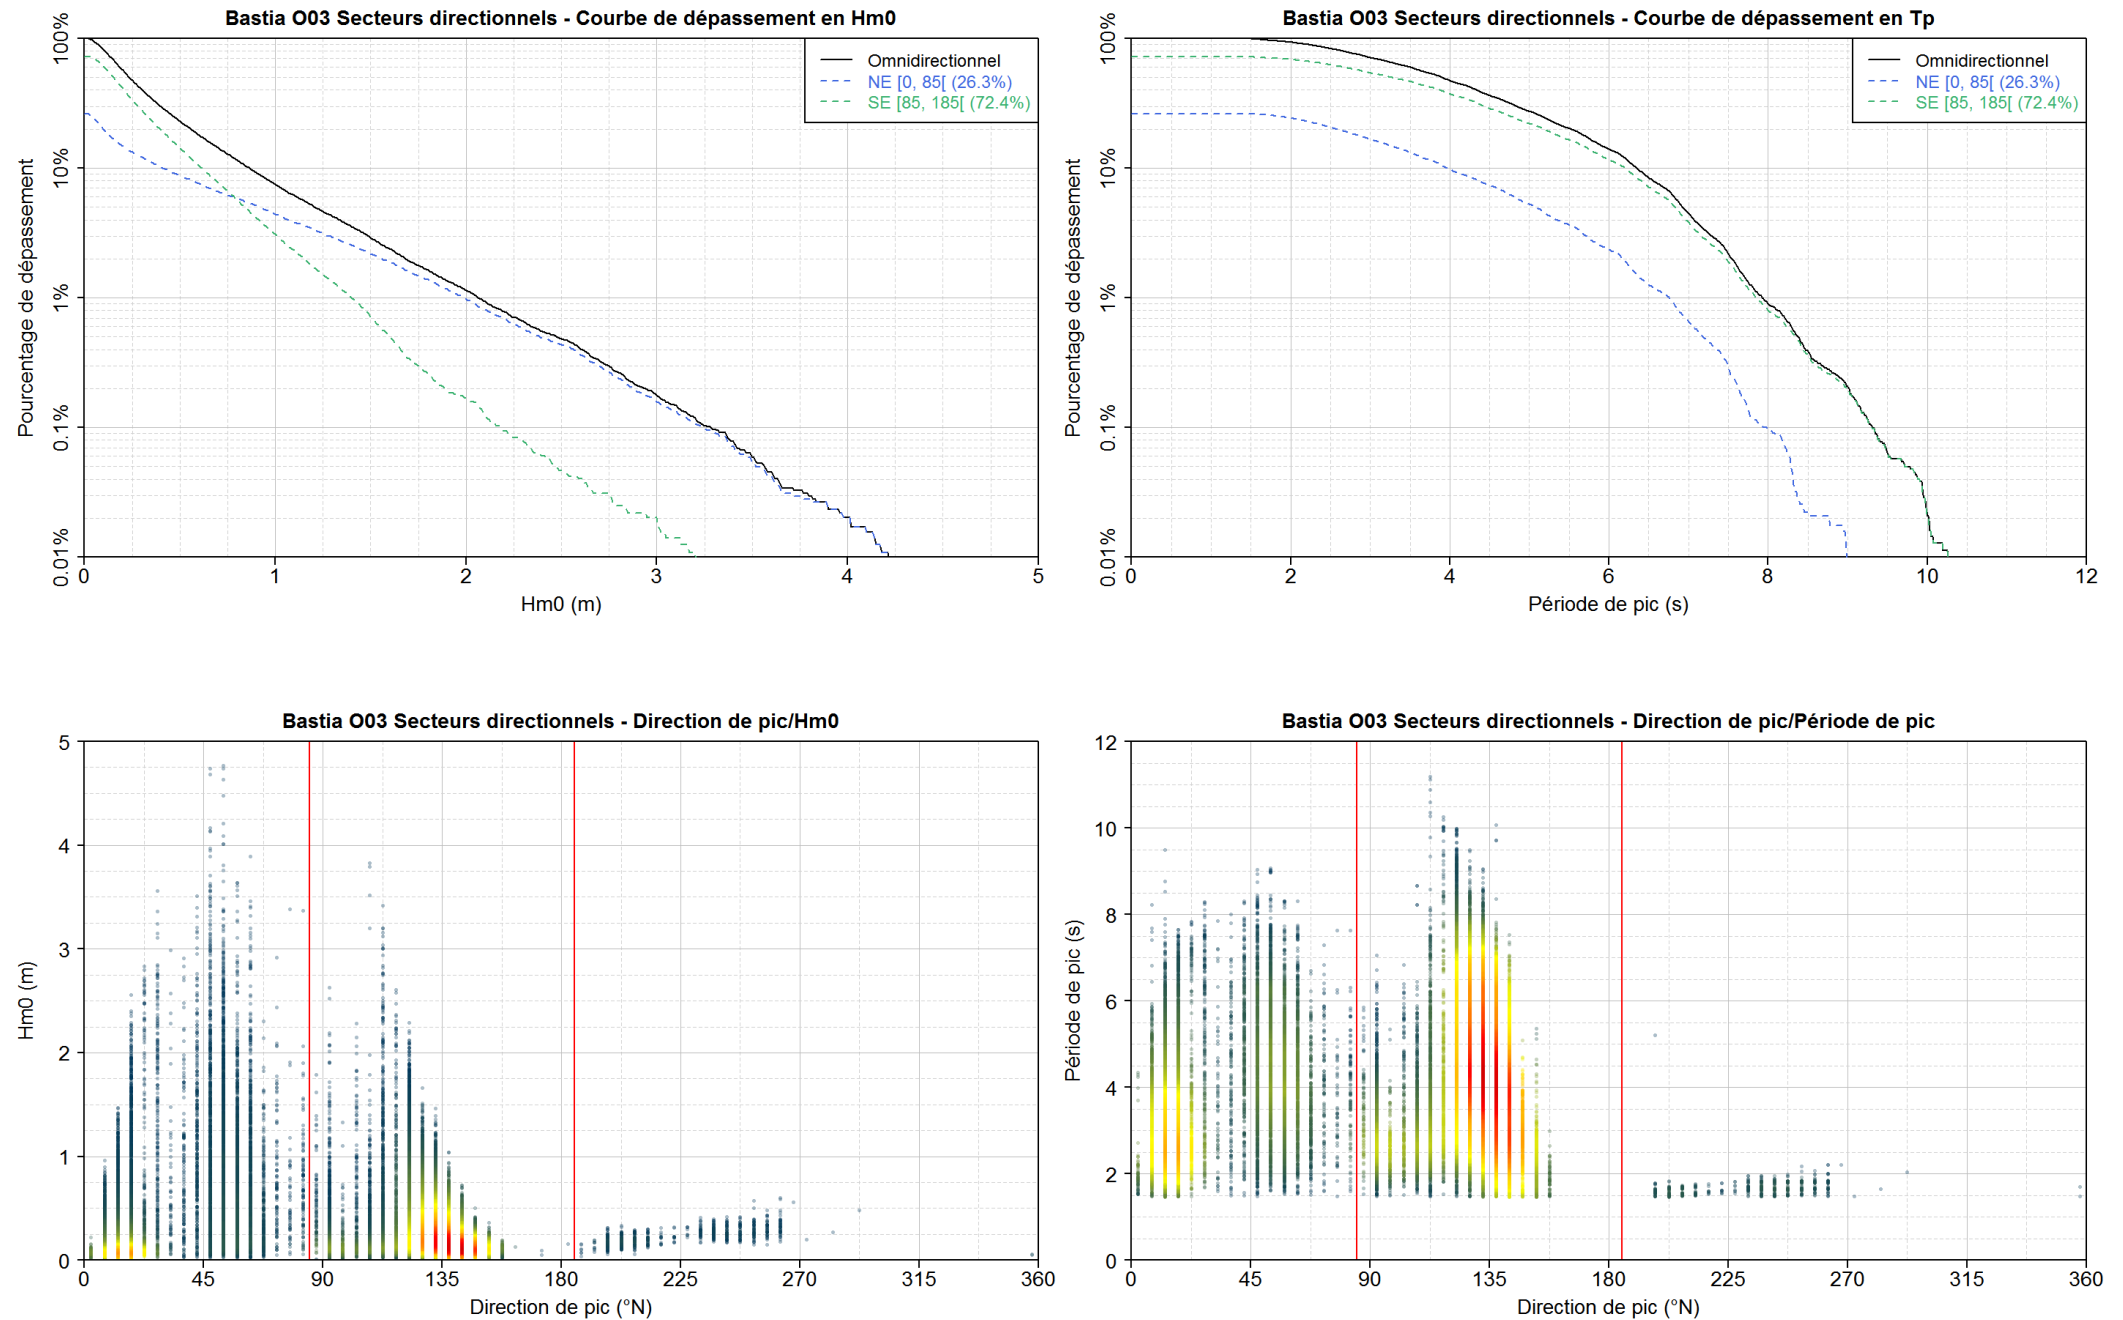 Bastia O03 Secteurs directionnels - Courbe de dépassement en Hm0
Pourcentage de dépassement
100%
10%
1%
0.11%
0.01%
Omnidirectionnel
NE [0, 85[ (26.3%)
SE [85, 185[ (72.4%)
0 1 2 3 4 5
Hm0 (m)
Bastia O03 Secteurs directionnels - Courbe de dépassement en Tp
Pourcentage de dépassement
100%
10%
1%
0.11%
0.01%
Omnidirectionnel
NE [0, 85[ (26.3%)
SE [85, 185[ (72.4%)
0 2 4 6 8 10 12
Période de pic (s)
Bastia O03 Secteurs directionnels - Direction de pic/Hm0
Hm0 (m)
5
4
3
2
1
0
0 45 90 135 180 225 270 315 360
Direction de pic (°N)
Bastia O03 Secteurs directionnels - Direction de pic/Période de pic
Période de pic (s)
12
10
8
6
4
2
0
0 45 90 135 180 225 270 315 360
Direction de pic (°N)